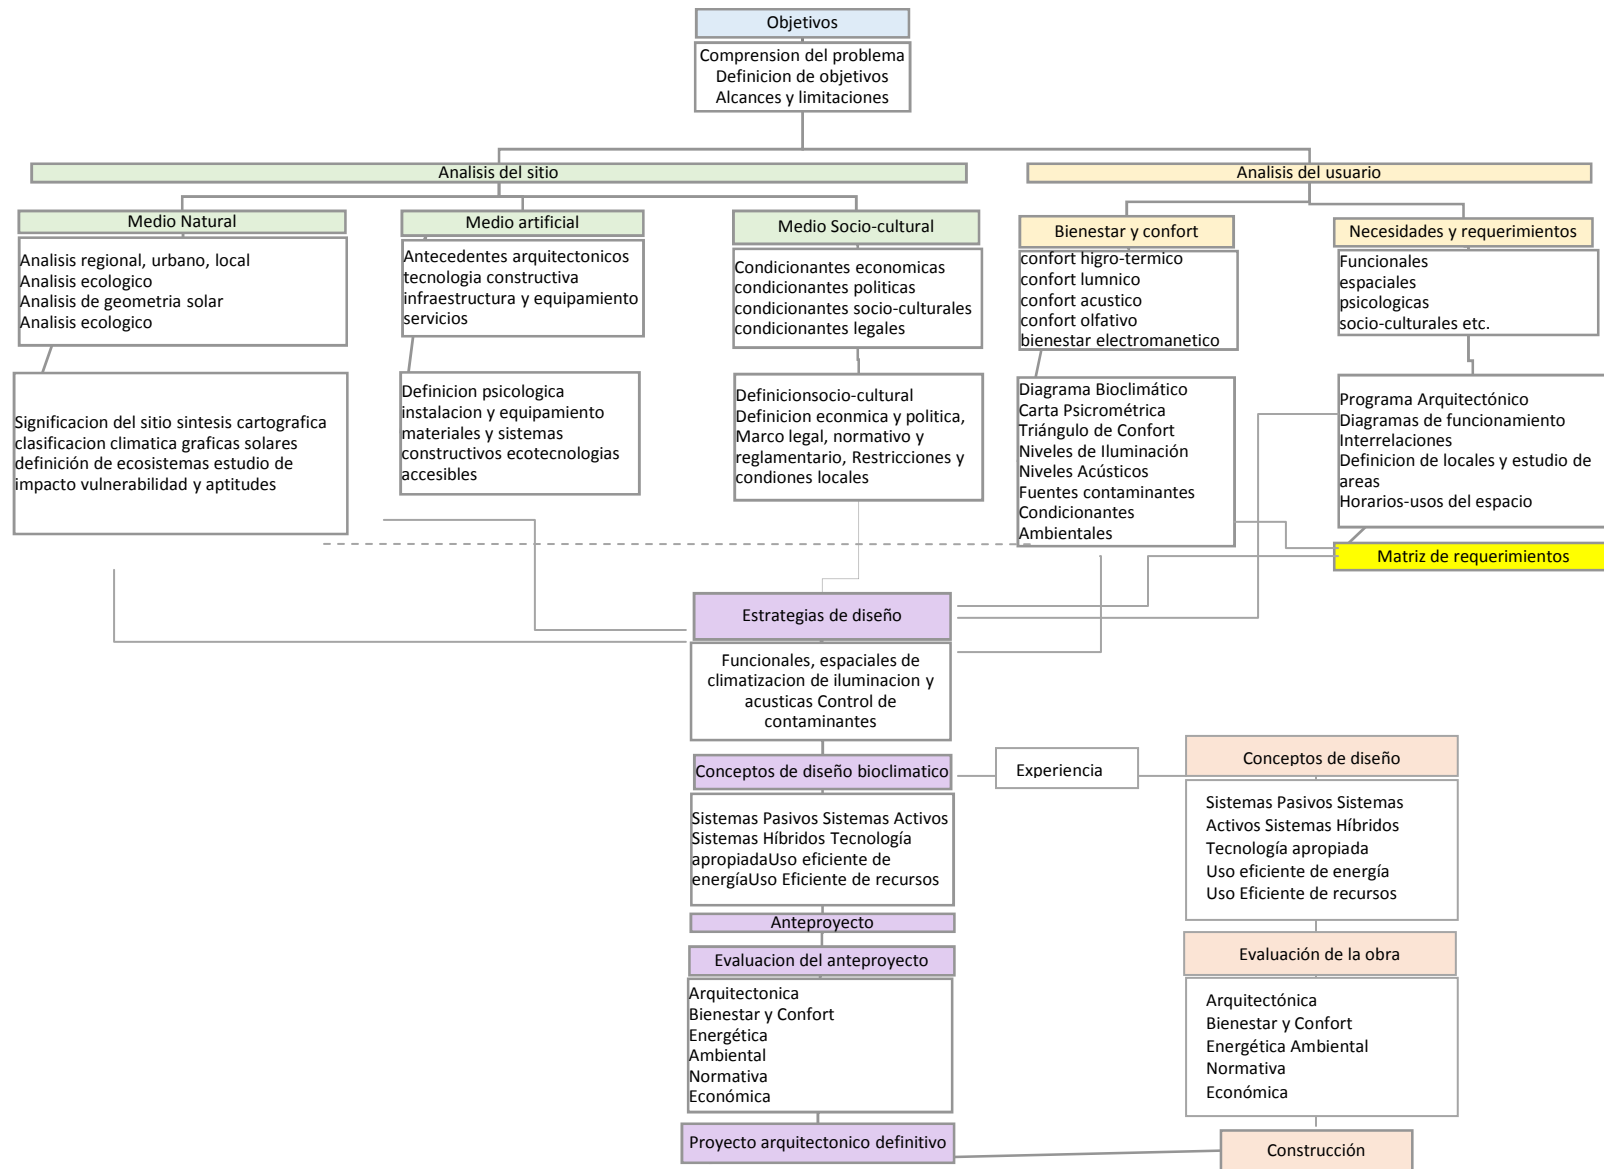 Objetivos
Comprension del problema
Definicion de objetivos
Alcances y limitaciones
Analisis del sitio
Analisis del usuario
Medio Natural
Medio artificial
Medio Socio-cultural
Bienestar y confort
Necesidades y requerimientos
Analisis regional, urbano, local
Analisis ecologico
Analisis de geometria solar
Analisis ecologico
Antecedentes arquitectonicos
tecnologia constructiva
infraestructura y equipamiento
servicios
Condicionantes economicas
condicionantes politicas
condicionantes socio-culturales
condicionantes legales
confort higro-termico
confort lumnico
confort acustico
confort olfativo
bienestar electromanetico
Funcionales
espaciales
psicologicas
socio-culturales etc.
Significacion del sitio sintesis cartografica
clasificacion climatica graficas solares
definición de ecosistemas estudio de
impacto vulnerabilidad y aptitudes
Definicion psicologica
instalacion y equipamiento
materiales y sistemas
constructivos ecotecnologias
accesibles
Definicionsocio-cultural
Definicion econmica y politica,
Marco legal, normativo y
reglamentario, Restricciones y
condiones locales
Diagrama Bioclimático
Carta Psicrométrica
Triángulo de Confort
Niveles de Iluminación
Niveles Acústicos
Fuentes contaminantes
Condicionantes
Ambientales
Programa Arquitectónico
Diagramas de funcionamiento
Interrelaciones
Definicion de locales y estudio de
areas
Horarios-usos del espacio
Matriz de requerimientos
Estrategias de diseño
Funcionales, espaciales de
climatizacion de iluminacion y
acusticas Control de
contaminantes
Conceptos de diseño bioclimatico
Experiencia
Conceptos de diseño
Sistemas Pasivos Sistemas Activos
Sistemas Híbridos Tecnología
apropiadaUso eficiente de
energíaUso Eficiente de recursos
Sistemas Pasivos Sistemas
Activos Sistemas Híbridos
Tecnología apropiada
Uso eficiente de energía
Uso Eficiente de recursos
Anteproyecto
Evaluacion del anteproyecto
Evaluación de la obra
Arquitectonica
Bienestar y Confort
Energética
Ambiental
Normativa
Económica
Arquitectónica
Bienestar y Confort
Energética Ambiental
Normativa
Económica
Proyecto arquitectonico definitivo
Construcción